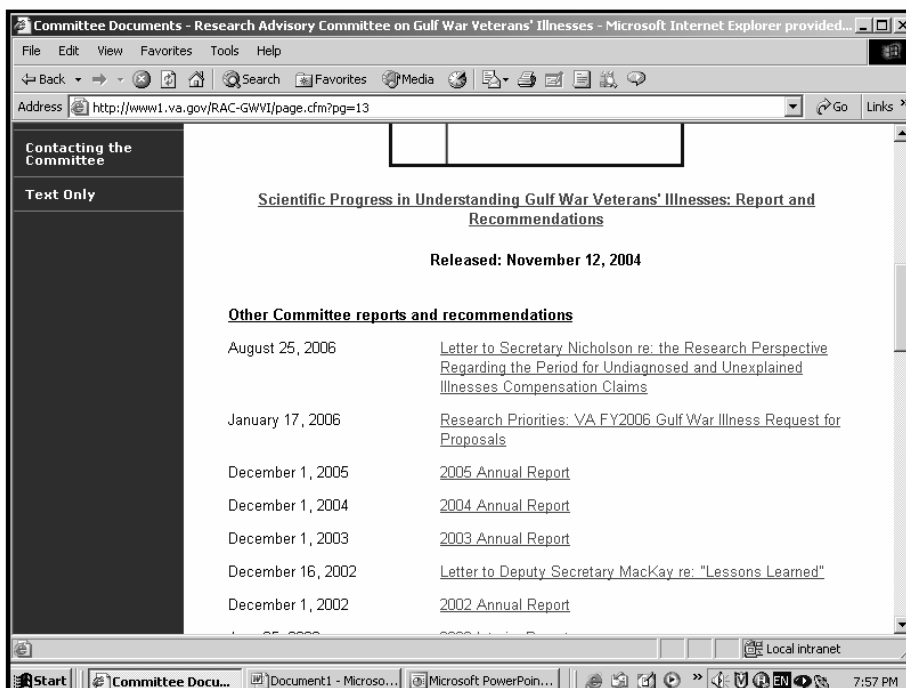 Committee Documents - Research Advisory Committee on Gulf War Veterans' Illnesses - Microsoft Internet Explorer provided...
File Edit View Favorites Tools Help
Back Search Favorites Media
Address http://www1.va.gov/RAC-GWVI/page.cfm?pg=13 Go Links »
Contacting the
Committee
Text Only
Scientific Progress in Understanding Gulf War Veterans' Illnesses: Report and
Recommendations
Released: November 12, 2004
Other Committee reports and recommendations
August 25, 2006 Letter to Secretary Nicholson re: the Research Perspective
Regarding the Period for Undiagnosed and Unexplained
Illnesses Compensation Claims
January 17, 2006 Research Priorities: VA FY2006 Gulf War Illness Request for
Proposals
December 1, 2005 2005 Annual Report
December 1, 2004 2004 Annual Report
December 1, 2003 2003 Annual Report
December 16, 2002 Letter to Deputy Secretary MacKay re: "Lessons Learned"
December 1, 2002 2002 Annual Report
Local intranet
Start Committee Docu... Document1 - Microso... Microsoft PowerPoin... » EN 7:57 PM